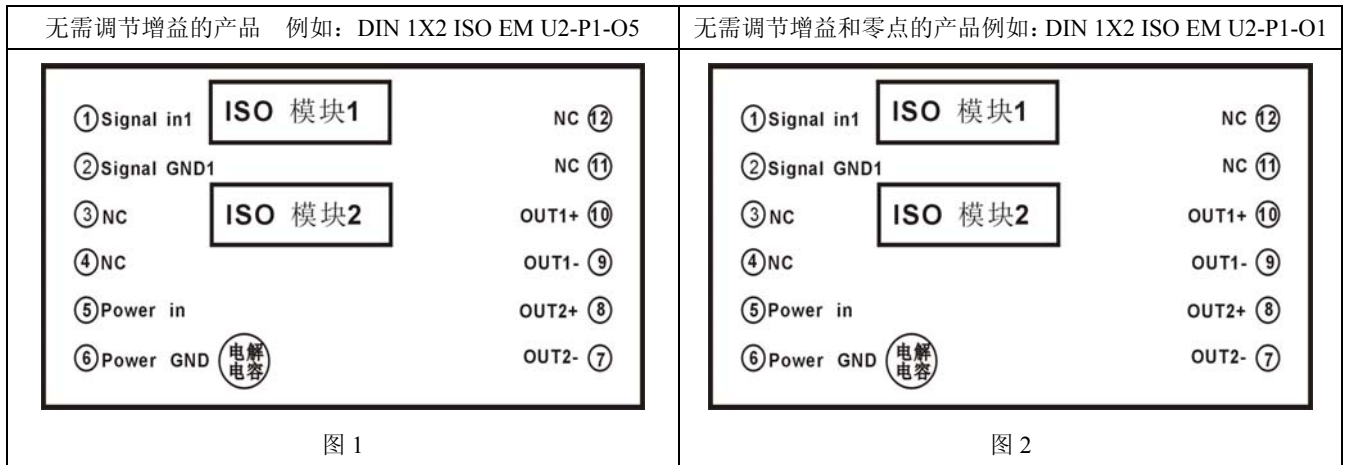 无需调节增益的产品 例如：DIN 1X2 ISO EM U2-P1-O5
①Signal in1
ISO 模块1
NC ⑫
②Signal GND1
NC ⑪
③NC
ISO 模块2
OUT1+ ⑩
④NC
OUT1- ⑨
⑤Power in
OUT2+ ⑧
⑥Power GND
电解
电容
OUT2- ⑦
图 1
无需调节增益和零点的产品例如：DIN 1X2 ISO EM U2-P1-O1
①Signal in1
ISO 模块1
NC ⑫
②Signal GND1
NC ⑪
③NC
ISO 模块2
OUT1+ ⑩
④NC
OUT1- ⑨
⑤Power in
OUT2+ ⑧
⑥Power GND
电解
电容
OUT2- ⑦
图 2